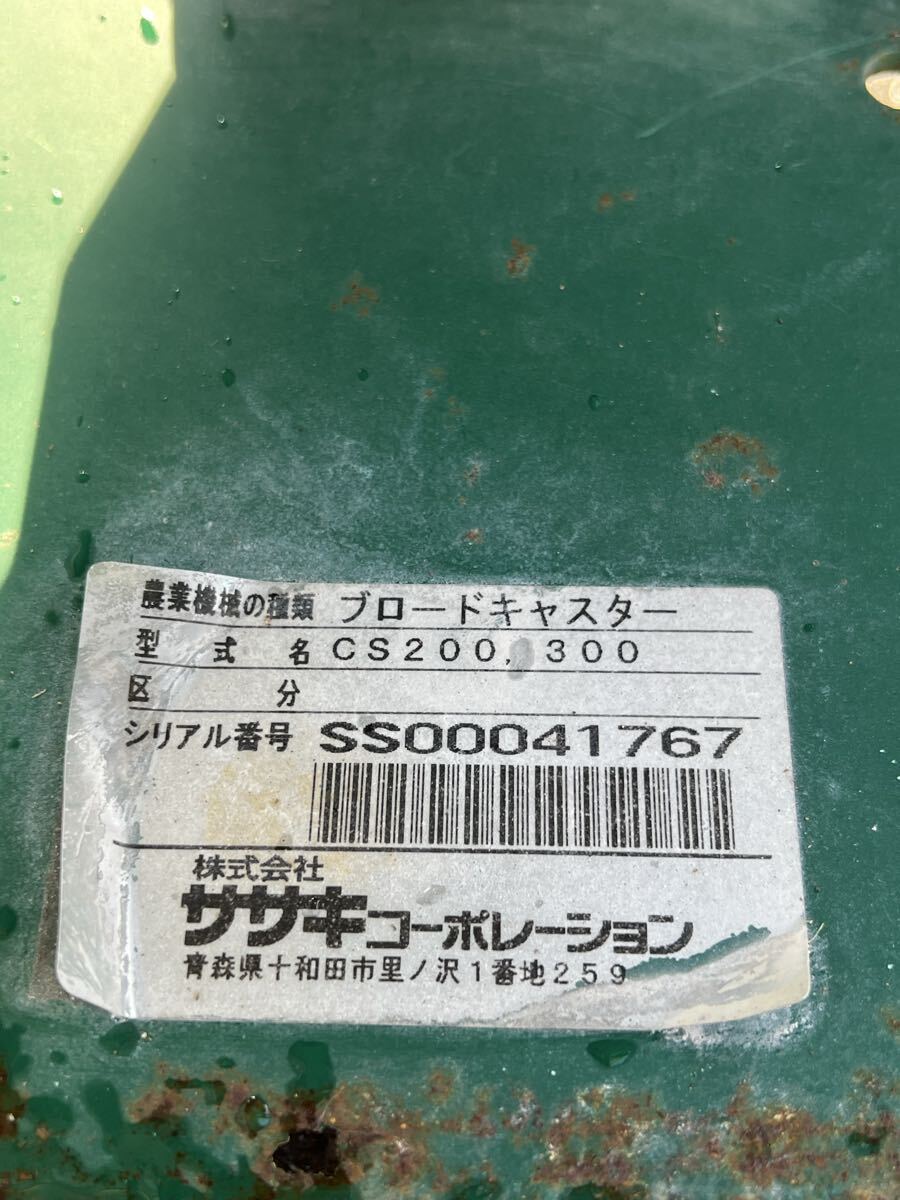 農業機械の種類 ブロードキャスター
型式名 CS200, 300
区分
シリアル番号 SS00041767
株式会社
ササキコーポレーション
青森県十和田市里ノ沢1番地259